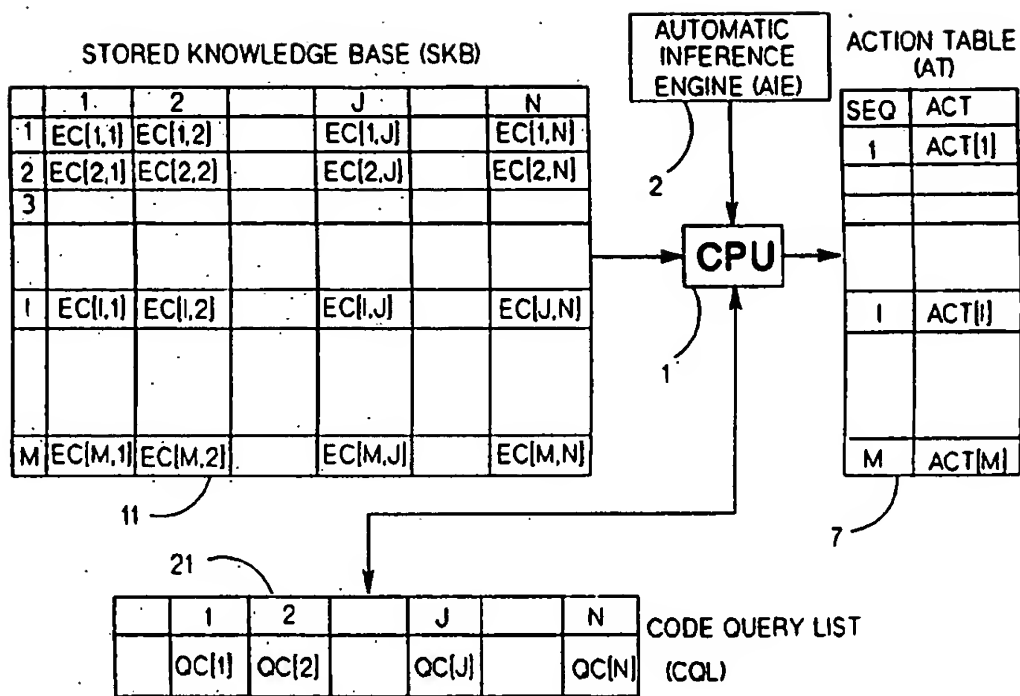 STORED KNOWLEDGE BASE (SKB)
1 2 J N
1 EC[1,1] EC[1,2] EC[1,J] EC[1,N]
2 EC[2,1] EC[2,2] EC[2,J] EC[2,N]
3
I EC[I,1] EC[I,2] EC[I,J] EC[J,N]
M EC[M,1] EC[M,2] EC[M,J] EC[M,N]
11
AUTOMATIC
INFERENCE
ENGINE (AIE)
2
CPU
1
ACTION TABLE
(AT)
SEQ ACT
1 ACT[1]
I ACT[I]
M ACT[M]
7
21
1 2 J N
QC[1] QC[2] QC[J] QC[N]
CODE QUERY LIST
(CQL)